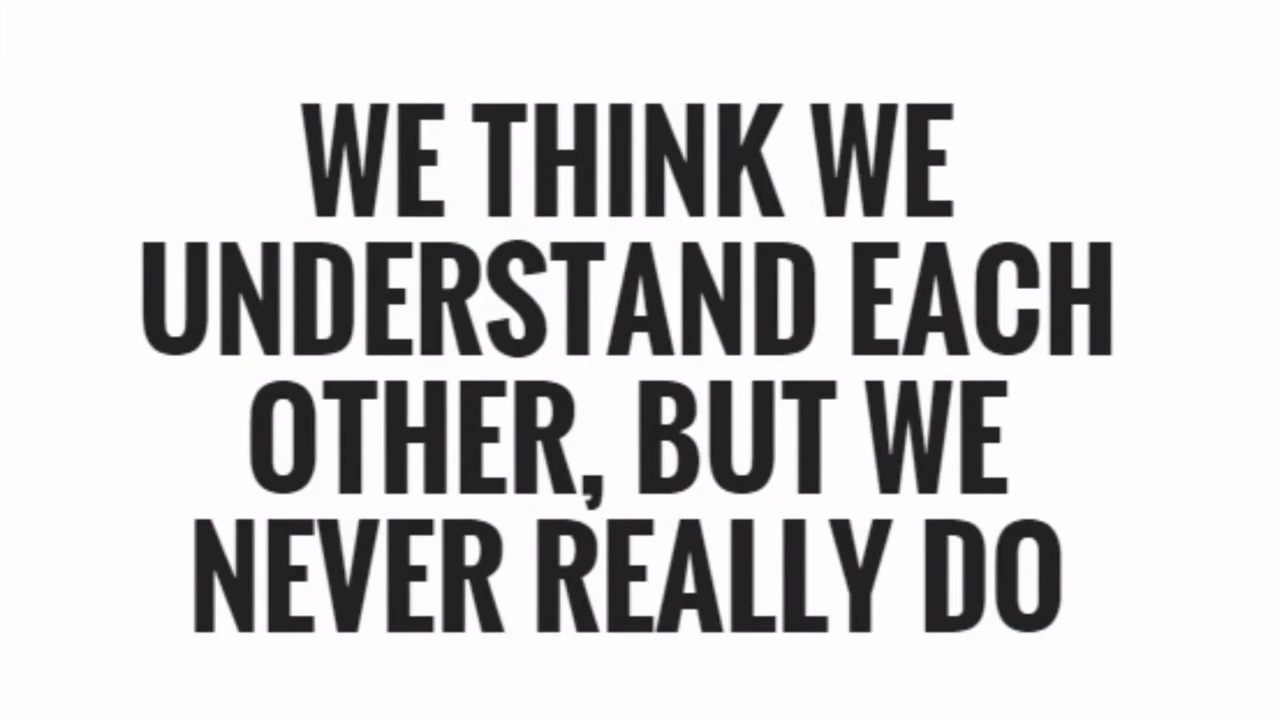 WE THINK WE
UNDERSTAND EACH
OTHER, BUT WE
NEVER REALLY DO